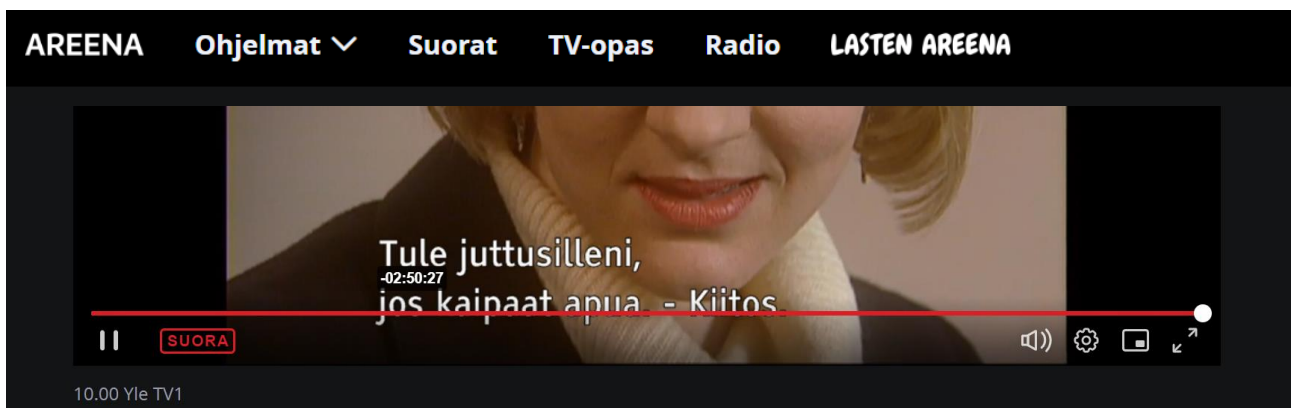 AREENA Ohjelmat Suorat TV-opas Radio LASTEN AREENA
Tule juttusilleni,
-02:50:27
jos kaipaat apua. - Kiitos.
SUORA
10.00 Yle TV1